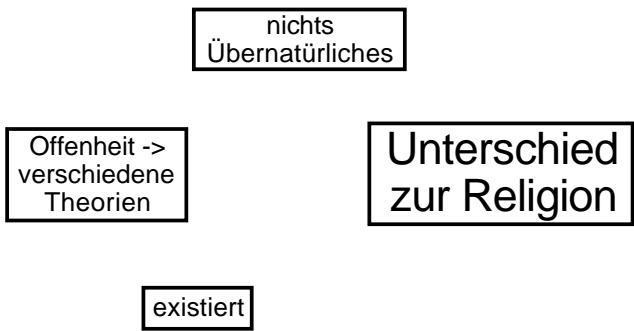 nichts
Übernatürliches
Offenheit ->
verschiedene
Theorien
Unterschied
zur Religion
existiert